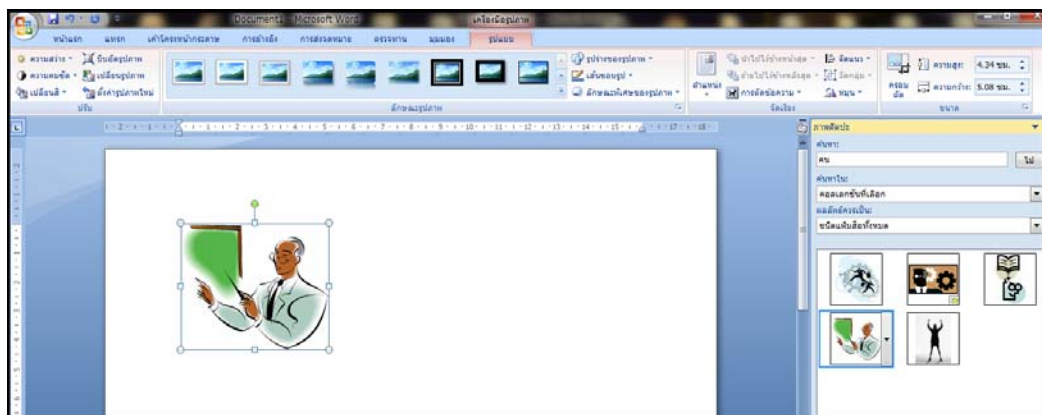 Document1 - Microsoft Word เครื่องมือรูปภาพ
หน้าแรก แทรก เค้าโครงหน้ากระดาษ การอ้างอิง การส่งจดหมาย ตรวจทาน มุมมอง รูปแบบ
ความสว่าง บีบอัดรูปภาพ รูปร่างของรูปภาพ นำไปไว้ข้างหน้าสุด จัดแนว ความสูง: 4.34 ซม.
ความคมชัด เปลี่ยนรูปภาพ เส้นขอบรูป ย้ายไปไว้ข้างหลังสุด จัดกลุ่ม ตำแหน่ง ครอบตัด
เปลี่ยนสี ตั้งค่ารูปภาพใหม่ ลักษณะพิเศษของรูปภาพ การตัดข้อความ หมุน ความกว้าง: 5.08 ซม.
ปรับ ลักษณะรูปภาพ จัดเรียง ขนาด
ภาพตัดปะ
ค้นหา:
คน ไป
ค้นหาใน:
คอลเลกชันที่เลือก
ผลลัพธ์ควรเป็น:
ชนิดแฟ้มสื่อทั้งหมด